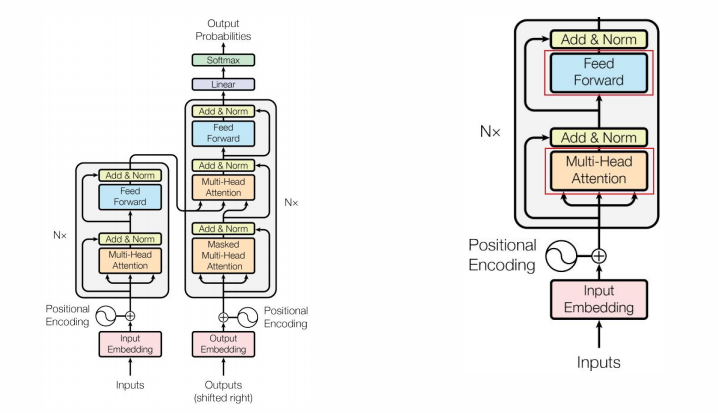 Output
Probabilities
Softmax
Linear
Add & Norm
Feed
Forward
Add & Norm
Multi-Head
Attention
Add & Norm
Masked
Multi-Head
Attention
Nx
Add & Norm
Feed
Forward
Nx
Add & Norm
Multi-Head
Attention
Positional
Encoding
Positional
Encoding
Input
Embedding
Output
Embedding
Inputs
Outputs
(shifted right)
Add & Norm
Feed
Forward
Nx
Add & Norm
Multi-Head
Attention
Positional
Encoding
Input
Embedding
Inputs